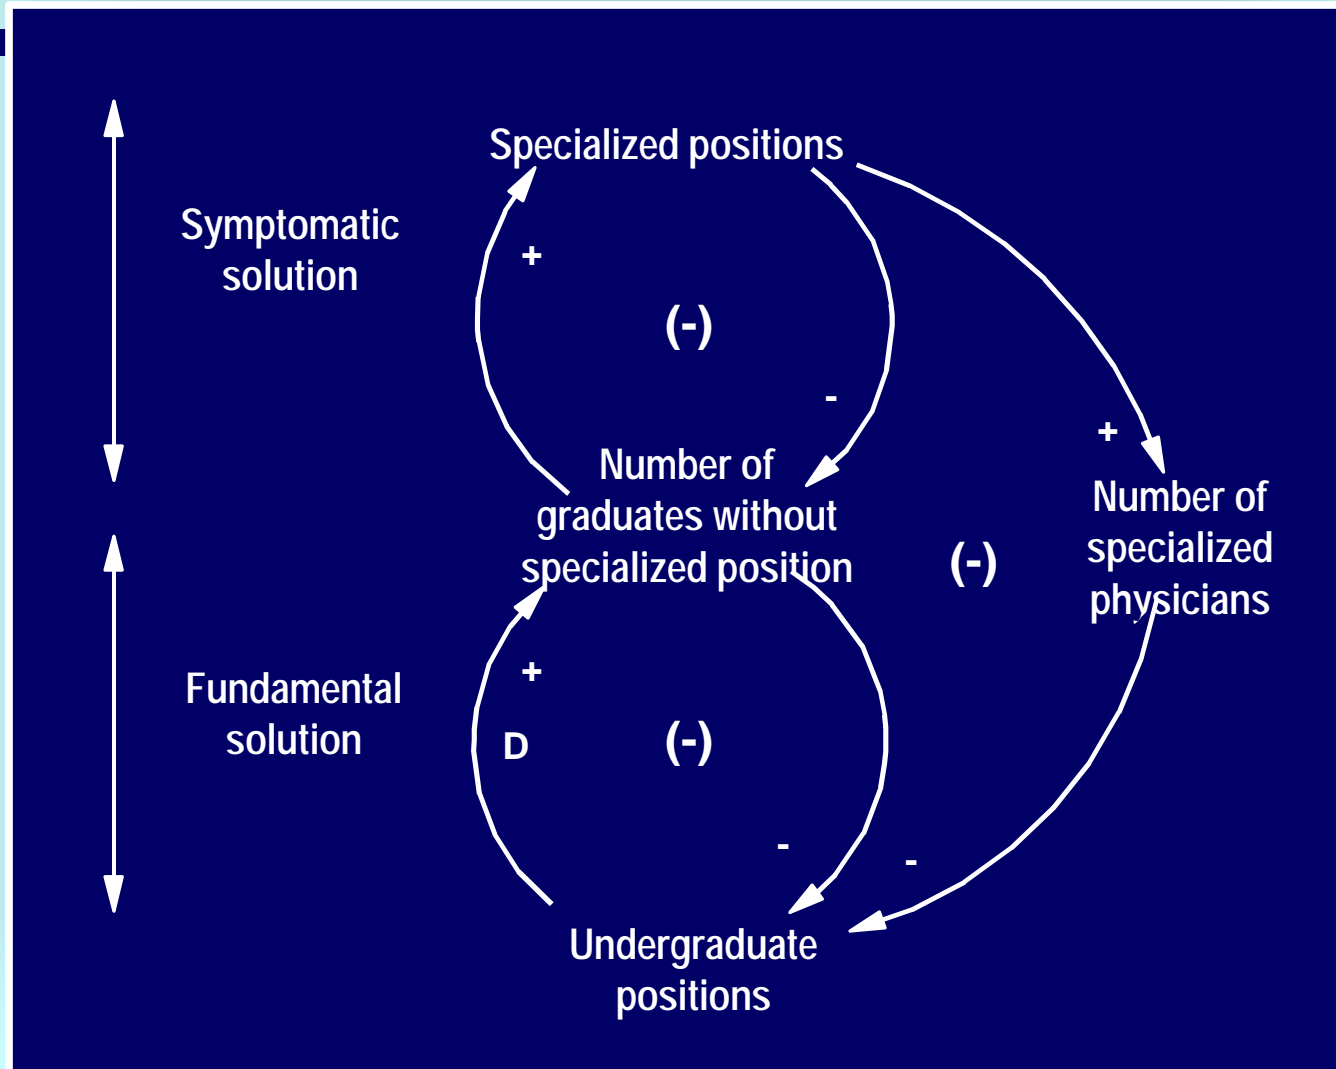 Specialized positions
Symptomatic
solution
+
(-)
-
+
Number of
graduates without
specialized position
Number of
specialized
physicians
(-)
+
Fundamental
solution
D
(-)
-
-
Undergraduate
positions